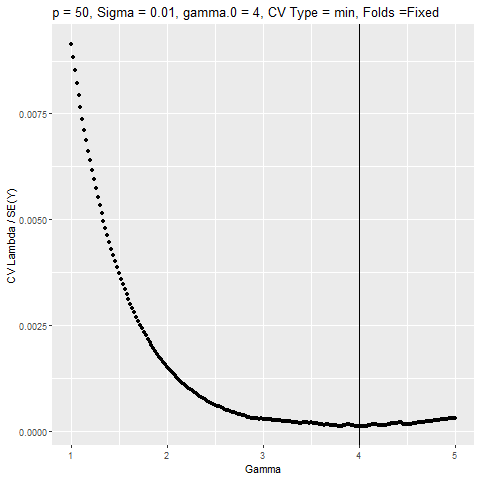 p = 50, Sigma = 0.01, gamma.0 = 4, CV Type = min, Folds =Fixed
0.0075
0.0050
0.0025
0.0000
CV Lambda / SE(Y)
1 2 3 4 5
Gamma